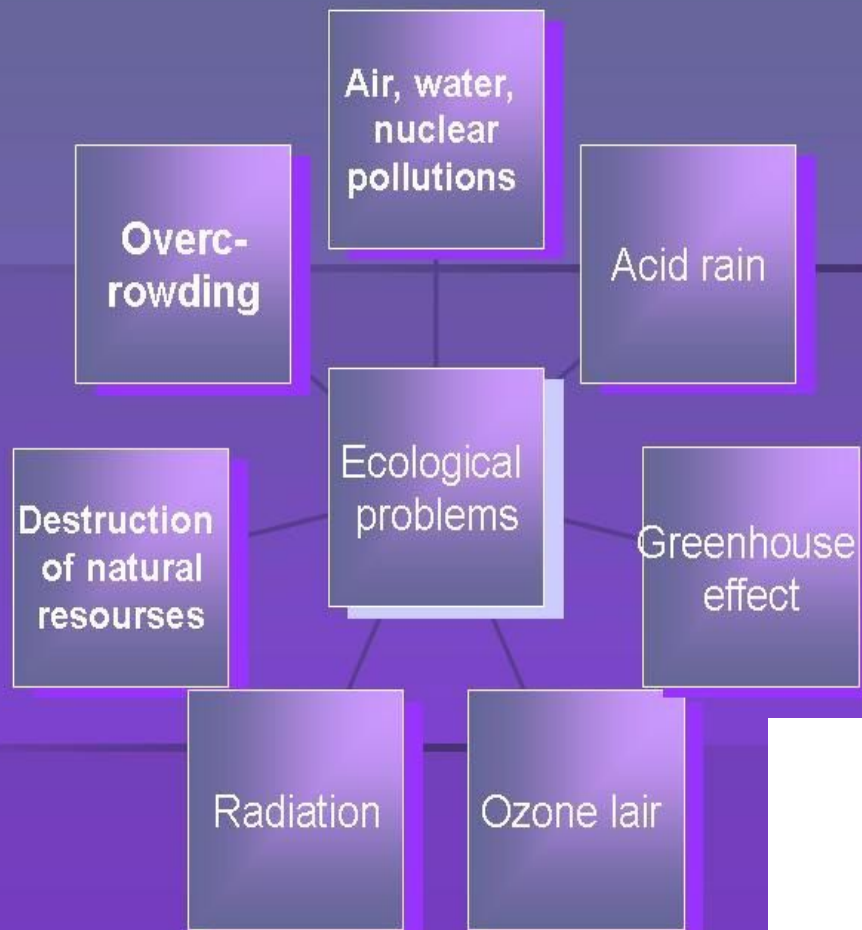 Air, water,
nuclear
pollutions
Overc-
rowding
Acid rain
Ecological
problems
Destruction
of natural
resourses
Greenhouse
effect
Radiation
Ozone lair